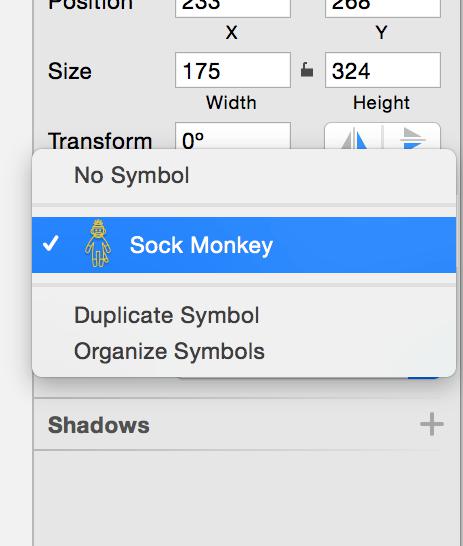 Position 233 268
X Y
Size 175 324
Width Height
Transform 0°
No Symbol
Sock Monkey
Duplicate Symbol
Organize Symbols
Shadows